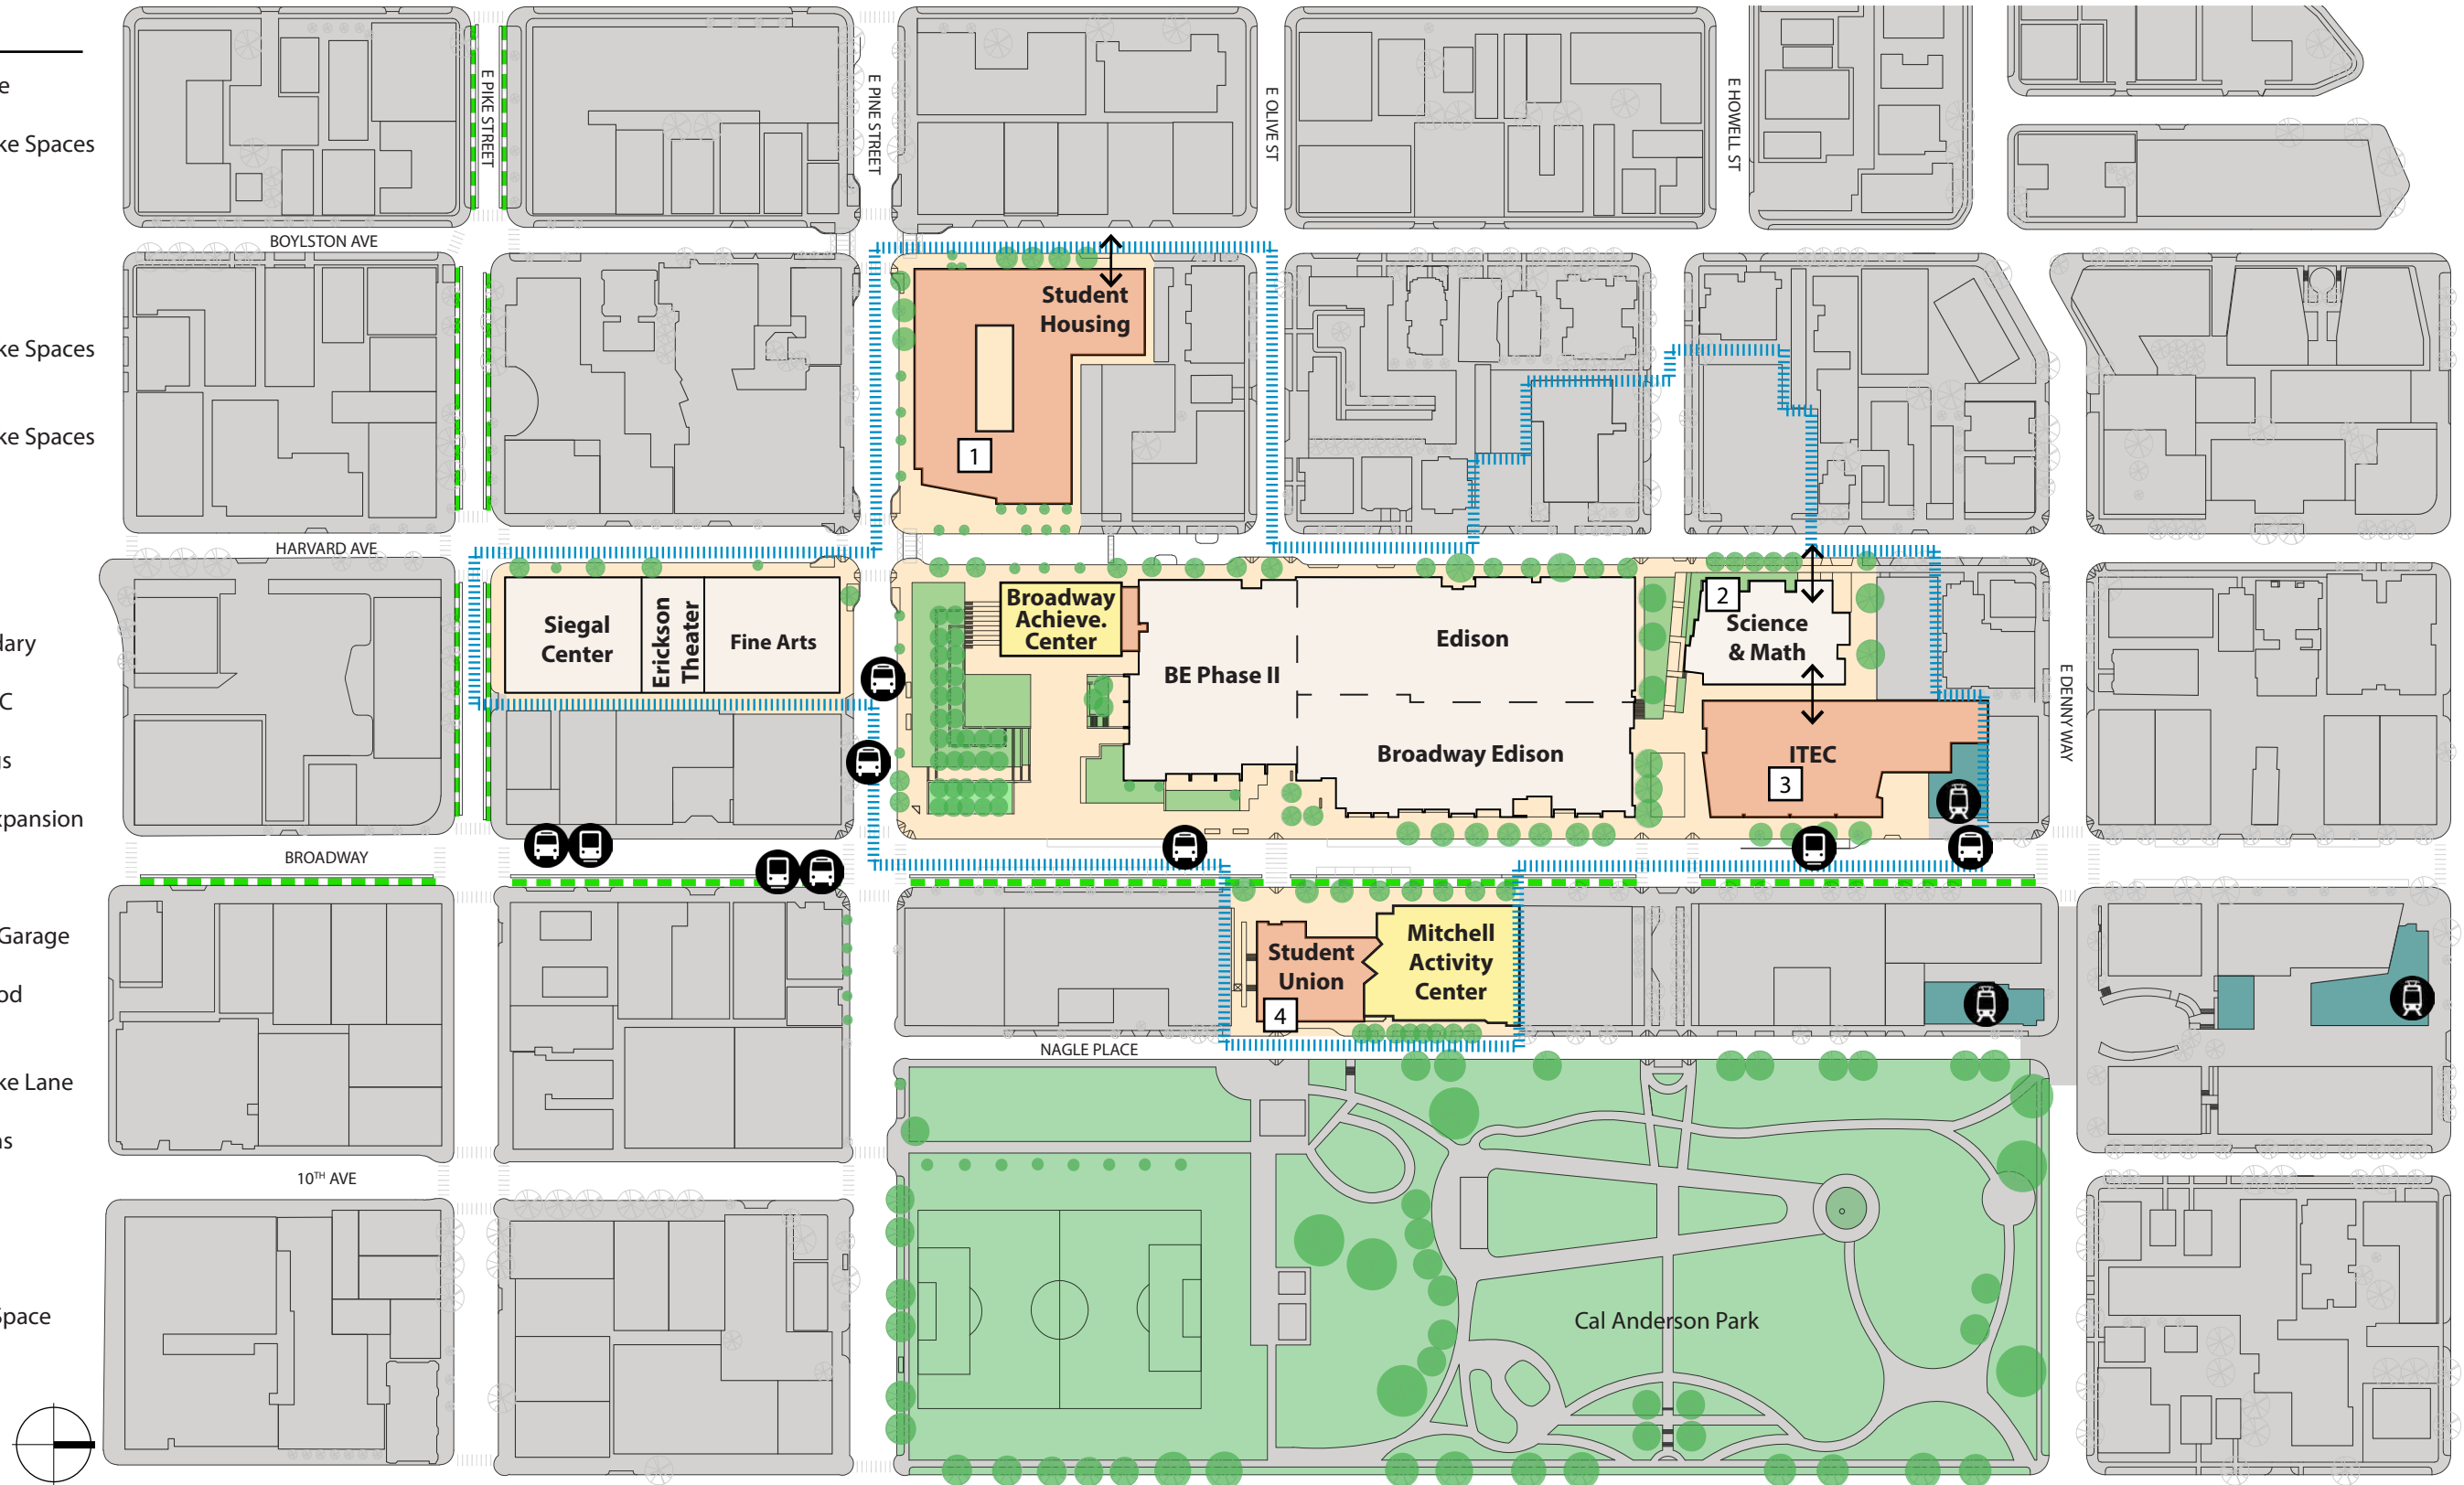 e
ke Spaces
ke Spaces
ke Spaces
dary
C
gs
xpansion
Garage
od
ke Lane
ns
Space
E PIKE STREET
E PINE STREET
E OLIVE ST
E HOWELL ST
BOYLSTON AVE
Student
Housing
1
HARVARD AVE
Siegal
Center
Erickson
Theater
Fine Arts
Broadway
Achieve.
Center
BE Phase II
Edison
Broadway Edison
2
Science
& Math
ITEC
3
E DENNY WAY
BROADWAY
Student
Union
4
Mitchell
Activity
Center
NAGLE PLACE
10TH AVE
Cal Anderson Park